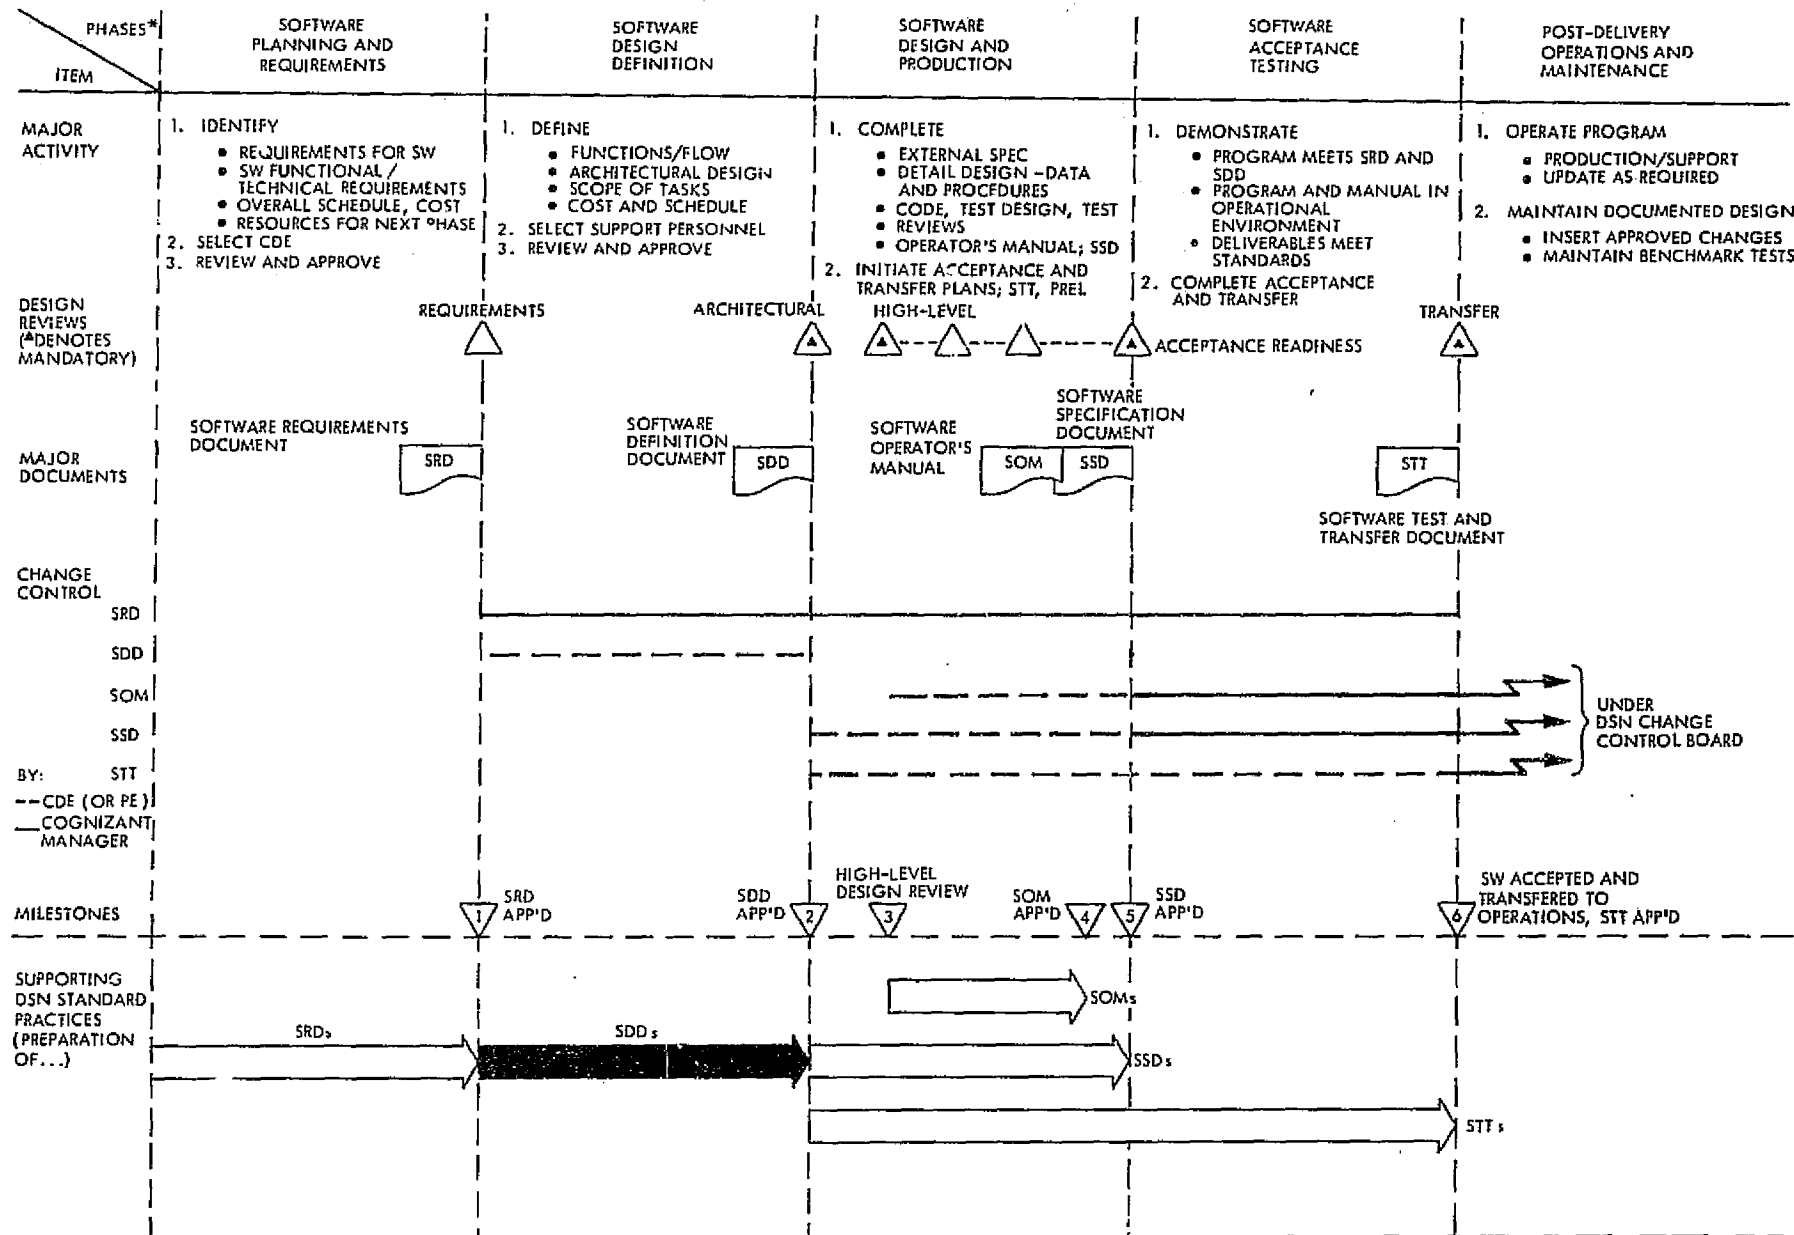 PHASES*
ITEM
SOFTWARE
PLANNING AND
REQUIREMENTS
SOFTWARE
DESIGN
DEFINITION
SOFTWARE
DESIGN AND
PRODUCTION
SOFTWARE
ACCEPTANCE
TESTING
POST-DELIVERY
OPERATIONS AND
MAINTENANCE
MAJOR
ACTIVITY
1. IDENTIFY
• REQUIREMENTS FOR SW
• SW FUNCTIONAL/
TECHNICAL REQUIREMENTS
• OVERALL SCHEDULE, COST
• RESOURCES FOR NEXT PHASE
2. SELECT CDE
3. REVIEW AND APPROVE
1. DEFINE
• FUNCTIONS/FLOW
• ARCHITECTURAL DESIGN
• SCOPE OF TASKS
• COST AND SCHEDULE
2. SELECT SUPPORT PERSONNEL
3. REVIEW AND APPROVE
1. COMPLETE
• EXTERNAL SPEC
• DETAIL DESIGN -DATA
AND PROCEDURES
• CODE, TEST DESIGN, TEST
• REVIEWS
• OPERATOR'S MANUAL; SSD
2. INITIATE ACCEPTANCE AND
TRANSFER PLANS; STT, PREL
1. DEMONSTRATE
• PROGRAM MEETS SRD AND
SDD
• PROGRAM AND MANUAL IN
OPERATIONAL
ENVIRONMENT
• DELIVERABLES MEET
STANDARDS
2. COMPLETE ACCEPTANCE
AND TRANSFER
1. OPERATE PROGRAM
• PRODUCTION/SUPPORT
• UPDATE AS REQUIRED
2. MAINTAIN DOCUMENTED DESIGN
• INSERT APPROVED CHANGES
• MAINTAIN BENCHMARK TESTS
DESIGN
REVIEWS
(▲DENOTES
MANDATORY)
REQUIREMENTS
ARCHITECTURAL
HIGH-LEVEL
ACCEPTANCE READINESS
TRANSFER
MAJOR
DOCUMENTS
SOFTWARE REQUIREMENTS
DOCUMENT
SRD
SOFTWARE
DEFINITION
DOCUMENT
SDD
SOFTWARE
OPERATOR'S
MANUAL
SOM
SOFTWARE
SPECIFICATION
DOCUMENT
SSD
STT
SOFTWARE TEST AND
TRANSFER DOCUMENT
CHANGE
CONTROL
SRD
SDD
SOM
SSD
BY: STT
--CDE (OR PE)
—COGNIZANT
MANAGER
UNDER
DSN CHANGE
CONTROL BOARD
MILESTONES
1
SRD
APP'D
SDD
APP'D
2
HIGH-LEVEL
DESIGN REVIEW
3
SOM
APP'D
4
5
SSD
APP'D
6
SW ACCEPTED AND
TRANSFERED TO
OPERATIONS, STT APP'D
SUPPORTING
DSN STANDARD
PRACTICES
(PREPARATION
OF...)
SRDs
SDDs
SOMs
SSDs
STTs